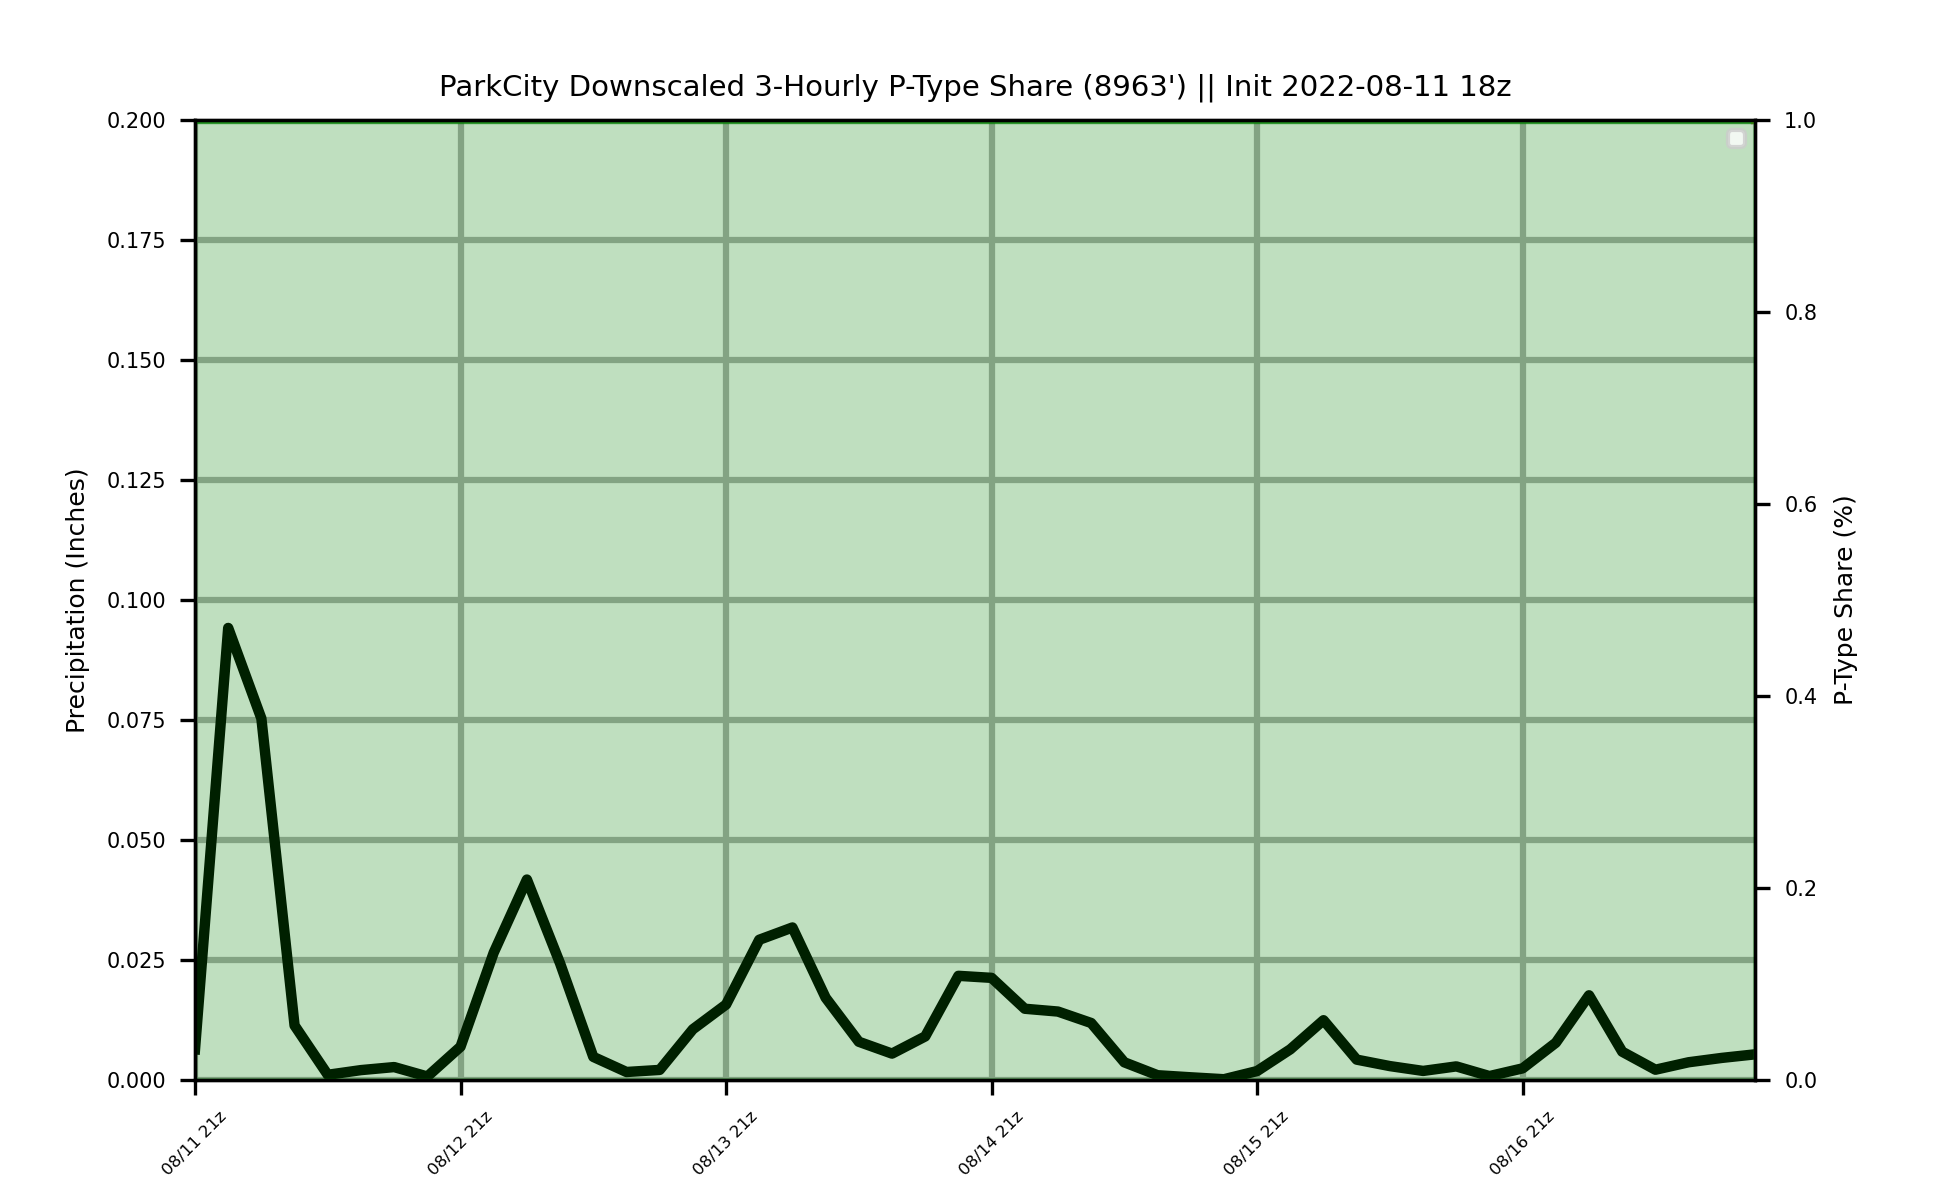 ParkCity Downscaled 3-Hourly P-Type Share (8963') || Init 2022-08-11 18z
Precipitation (Inches)
0.200
0.175
0.150
0.125
0.100
0.075
0.050
0.025
0.000
1.0
0.8
0.6
0.4
0.2
0.0
P-Type Share (%)
08/11 21z
08/12 21z
08/13 21z
08/14 21z
08/15 21z
08/16 21z